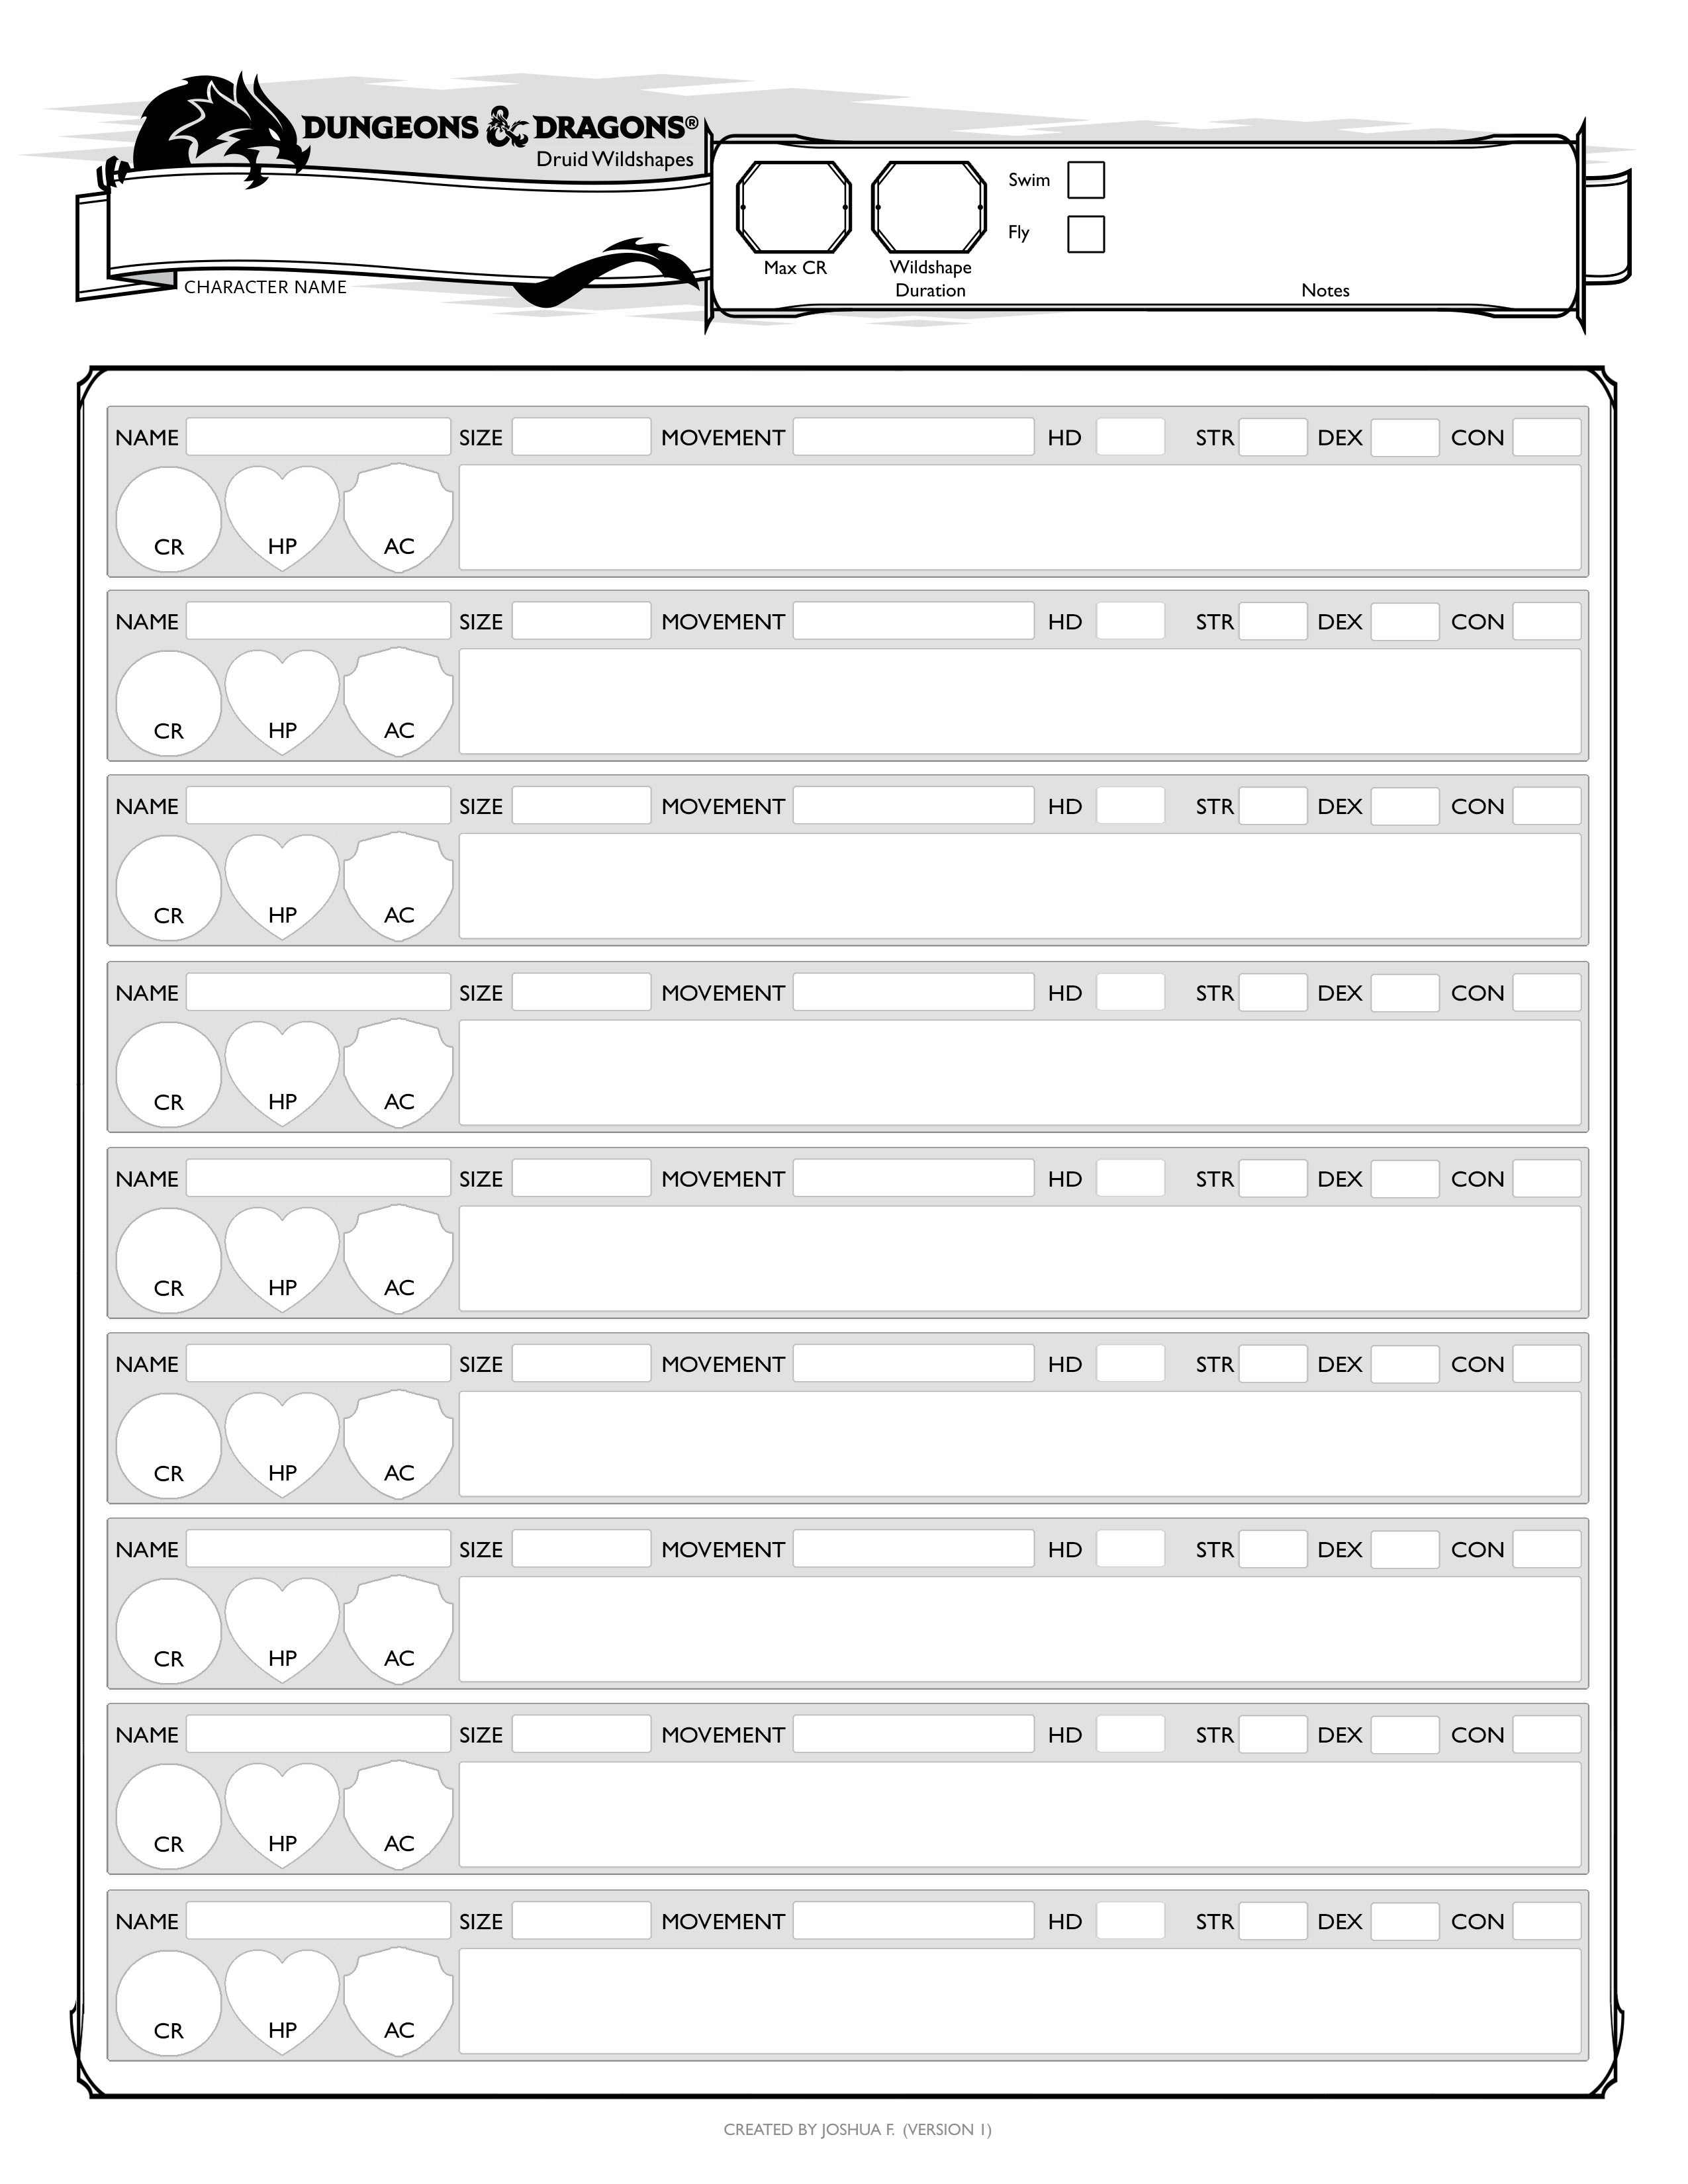 DUNGEONS & DRAGONS®
Druid Wildshapes
CHARACTER NAME
Max CR
Wildshape
Duration
Swim
Fly
Notes
NAME SIZE MOVEMENT HD STR DEX CON
CR HP AC
NAME SIZE MOVEMENT HD STR DEX CON
CR HP AC
NAME SIZE MOVEMENT HD STR DEX CON
CR HP AC
NAME SIZE MOVEMENT HD STR DEX CON
CR HP AC
NAME SIZE MOVEMENT HD STR DEX CON
CR HP AC
NAME SIZE MOVEMENT HD STR DEX CON
CR HP AC
NAME SIZE MOVEMENT HD STR DEX CON
CR HP AC
NAME SIZE MOVEMENT HD STR DEX CON
CR HP AC
NAME SIZE MOVEMENT HD STR DEX CON
CR HP AC
CREATED BY JOSHUA F. (VERSION 1)